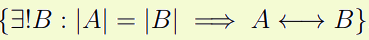 {∃!B : |A| = |B| ⟹ A ⟷ B}